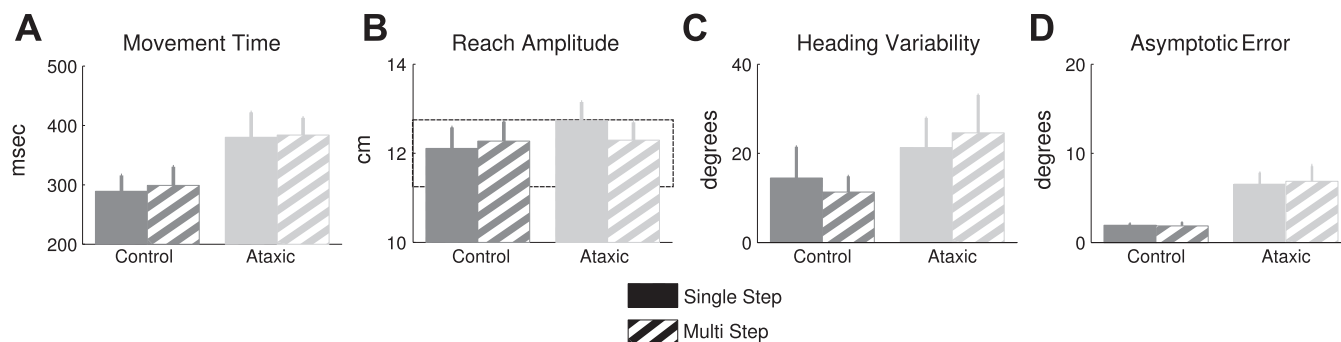 A
Movement Time
500
400
300
200
msec
Control
Ataxic
B
Reach Amplitude
14
12
10
cm
Control
Ataxic
C
Heading Variability
40
20
0
degrees
Control
Ataxic
D
Asymptotic Error
20
10
0
degrees
Control
Ataxic
Single Step
Multi Step